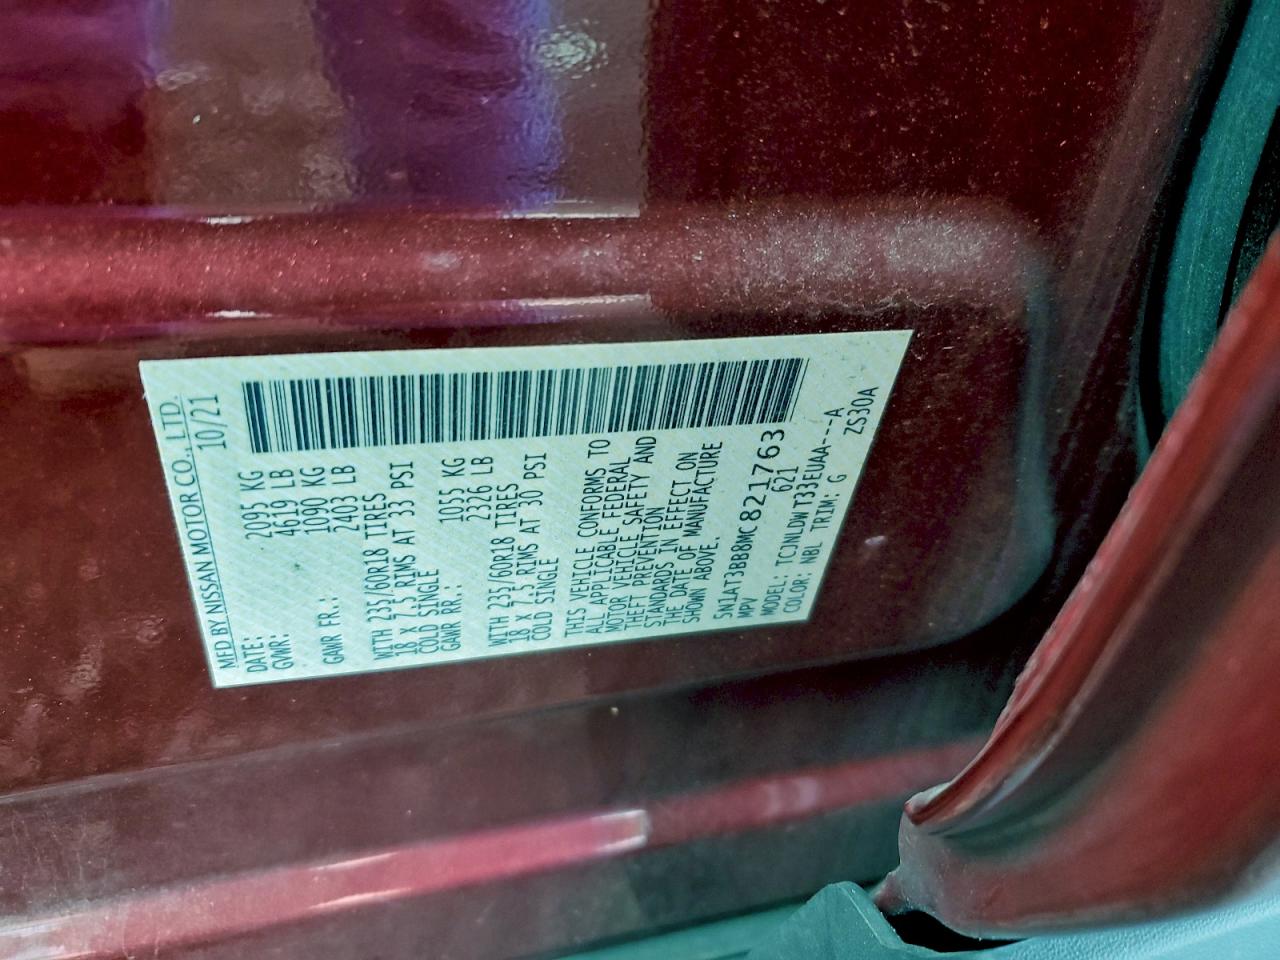 MFD BY NISSAN MOTOR CO., LTD.
DATE: 10/21
GVWR: 2095 KG
4619 LB
GAWR FR.: 1090 KG
2403 LB
WITH 235/60R18 TIRES
18 X 7.5 RIMS AT 33 PSI
COLD SINGLE
GAWR RR.: 1055 KG
2326 LB
WITH 235/60R18 TIRES
18 X 7.5 RIMS AT 30 PSI
COLD SINGLE
THIS VEHICLE CONFORMS TO
ALL APPLICABLE FEDERAL
MOTOR VEHICLE SAFETY AND
THEFT PREVENTION
STANDARDS IN EFFECT ON
THE DATE OF MANUFACTURE
SHOWN ABOVE.
5N1AT3BB8MC821763
MPV 621
MODEL: TCJNLDWT33EUAA---A
COLOR: NBL TRIM: G ZS30A